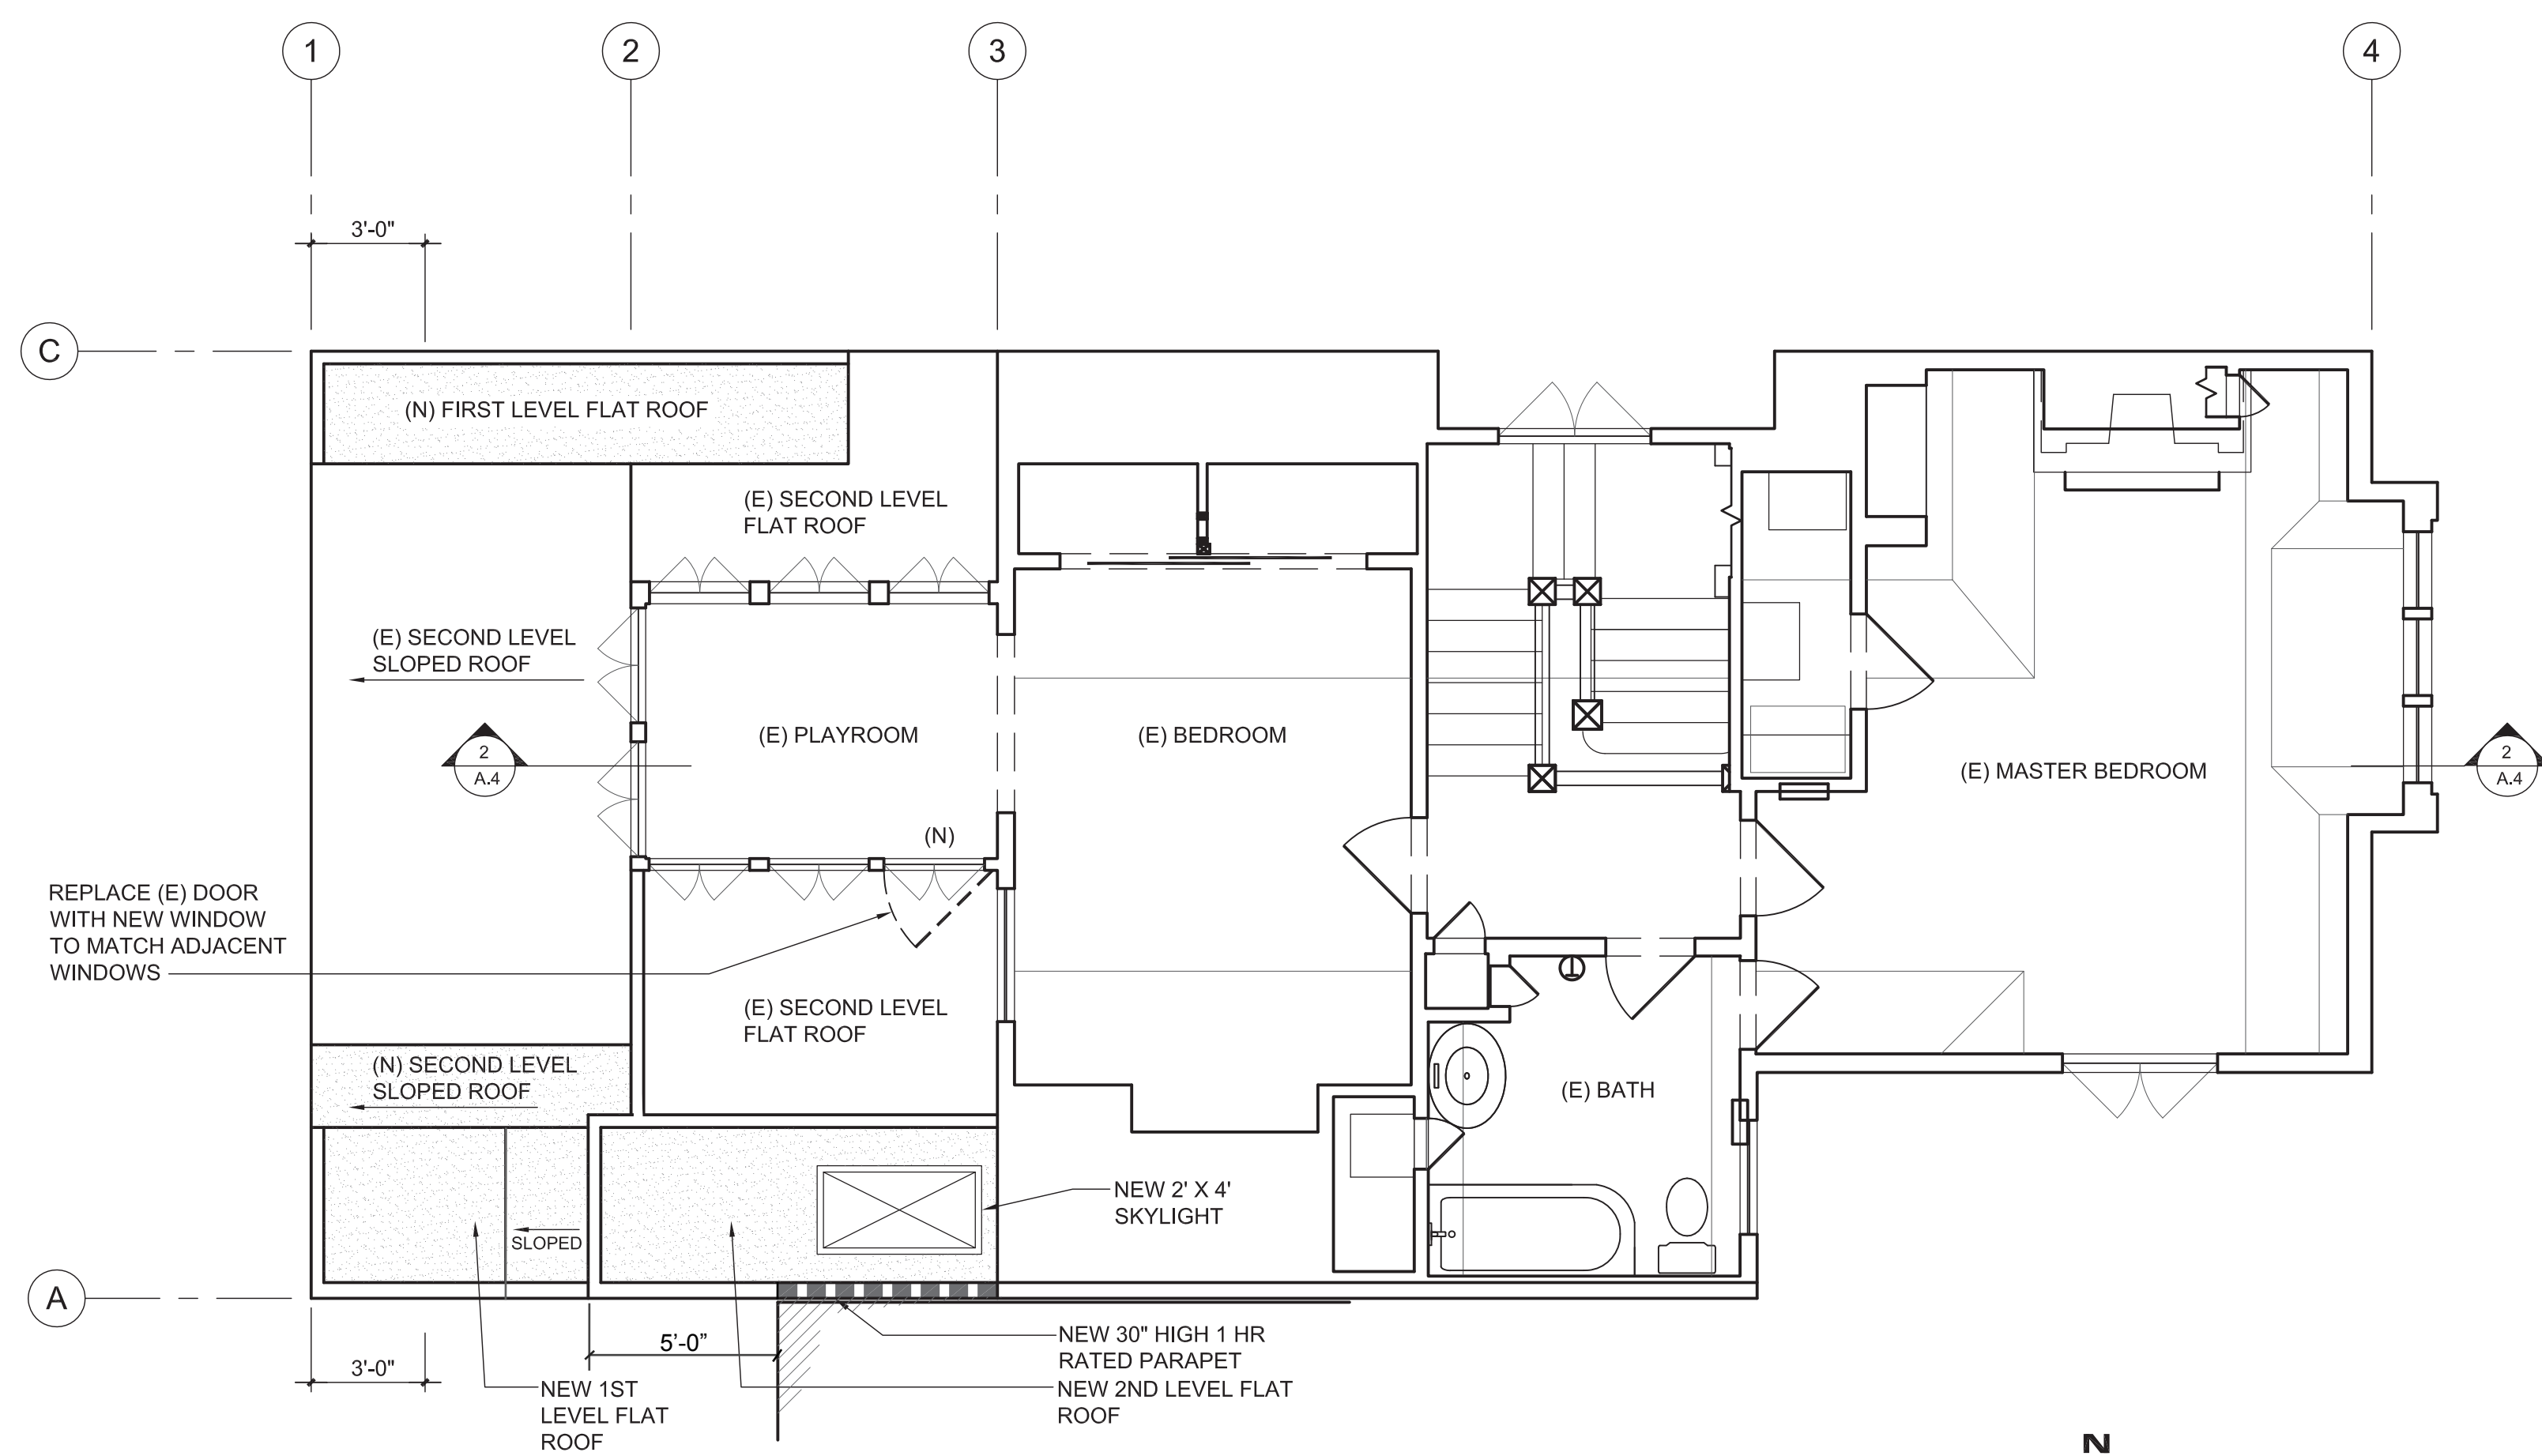 1
2
3
4
3'-0"
C
(N) FIRST LEVEL FLAT ROOF
(E) SECOND LEVEL
FLAT ROOF
(E) SECOND LEVEL
SLOPED ROOF
(E) PLAYROOM
(E) BEDROOM
(E) MASTER BEDROOM
2
A.4
2
A.4
(N)
REPLACE (E) DOOR
WITH NEW WINDOW
TO MATCH ADJACENT
WINDOWS
(E) SECOND LEVEL
FLAT ROOF
(N) SECOND LEVEL
SLOPED ROOF
(E) BATH
NEW 2' X 4'
SKYLIGHT
SLOPED
A
NEW 30" HIGH 1 HR
RATED PARAPET
5'-0”
3'-0"
NEW 1ST
LEVEL FLAT
ROOF
NEW 2ND LEVEL FLAT
ROOF
N